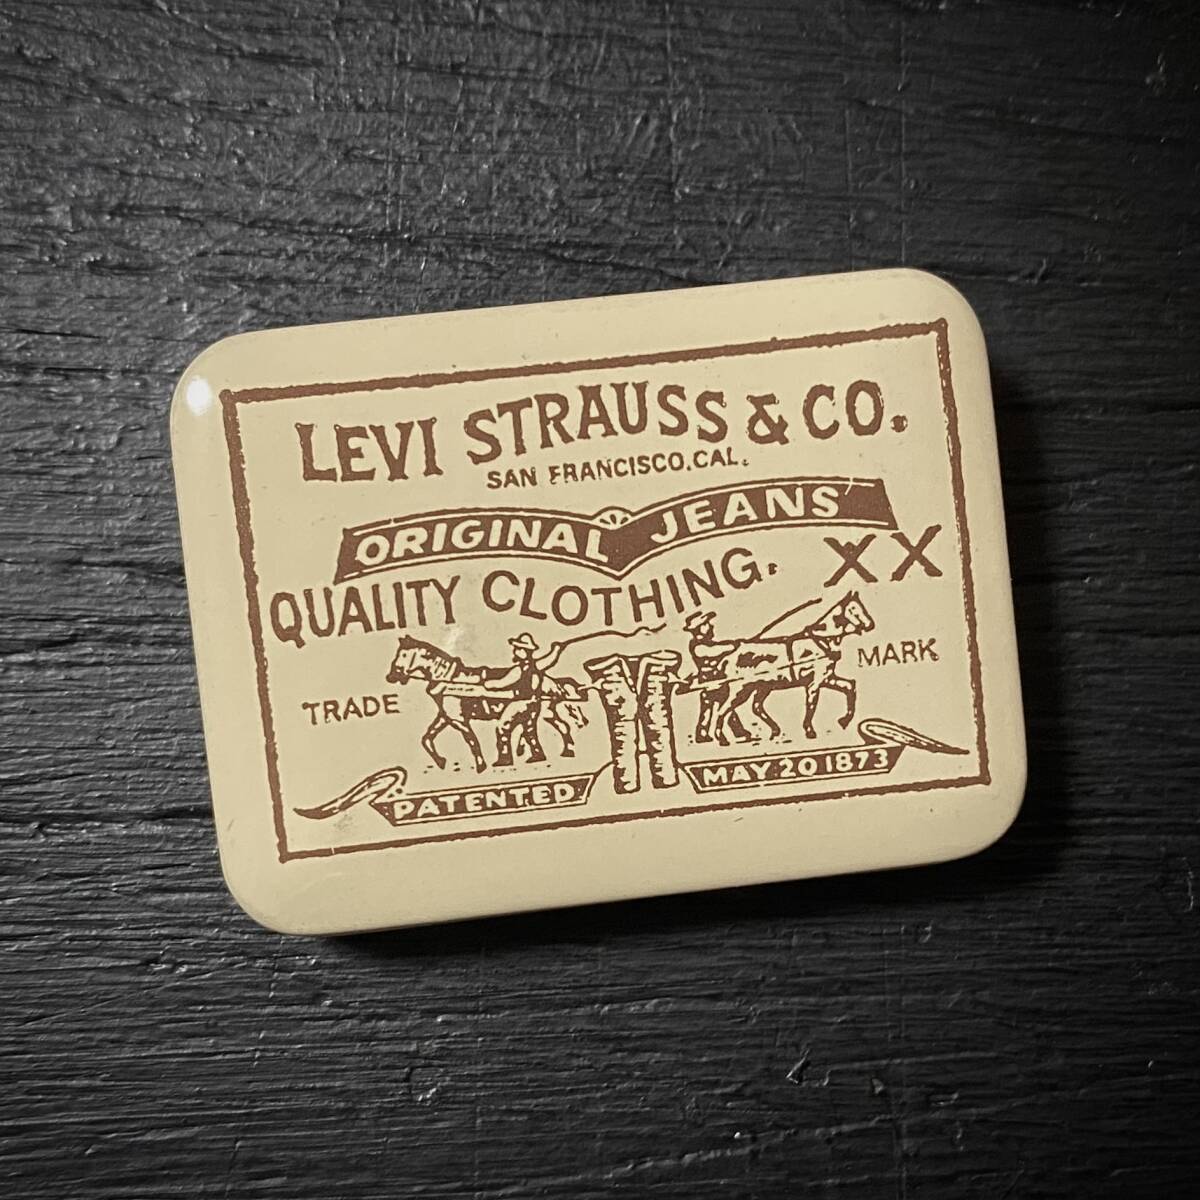 LEVI STRAUSS & CO.
SAN FRANCISCO. CAL.
ORIGINAL JEANS
QUALITY CLOTHING. XX
TRADE MARK
PATENTED MAY 20 1873